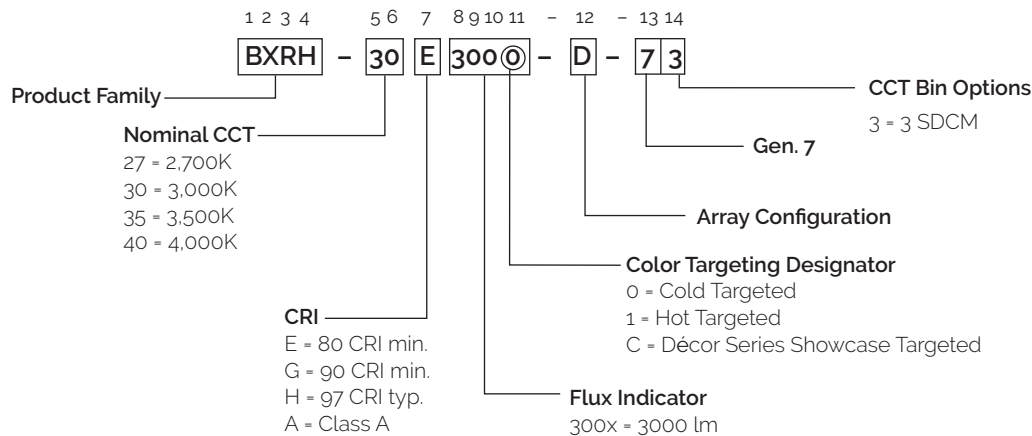 1 2 3 4 5 6 7 8 9 10 11 – 12 – 13 14
BXRH – 30 E 3000 – D – 7 3
Product Family
CCT Bin Options
3 = 3 SDCM
Nominal CCT
27 = 2,700K
30 = 3,000K
35 = 3,500K
40 = 4,000K
Gen. 7
Array Configuration
Color Targeting Designator
0 = Cold Targeted
1 = Hot Targeted
C = Décor Series Showcase Targeted
CRI
E = 80 CRI min.
G = 90 CRI min.
H = 97 CRI typ.
A = Class A
Flux Indicator
300x = 3000 lm